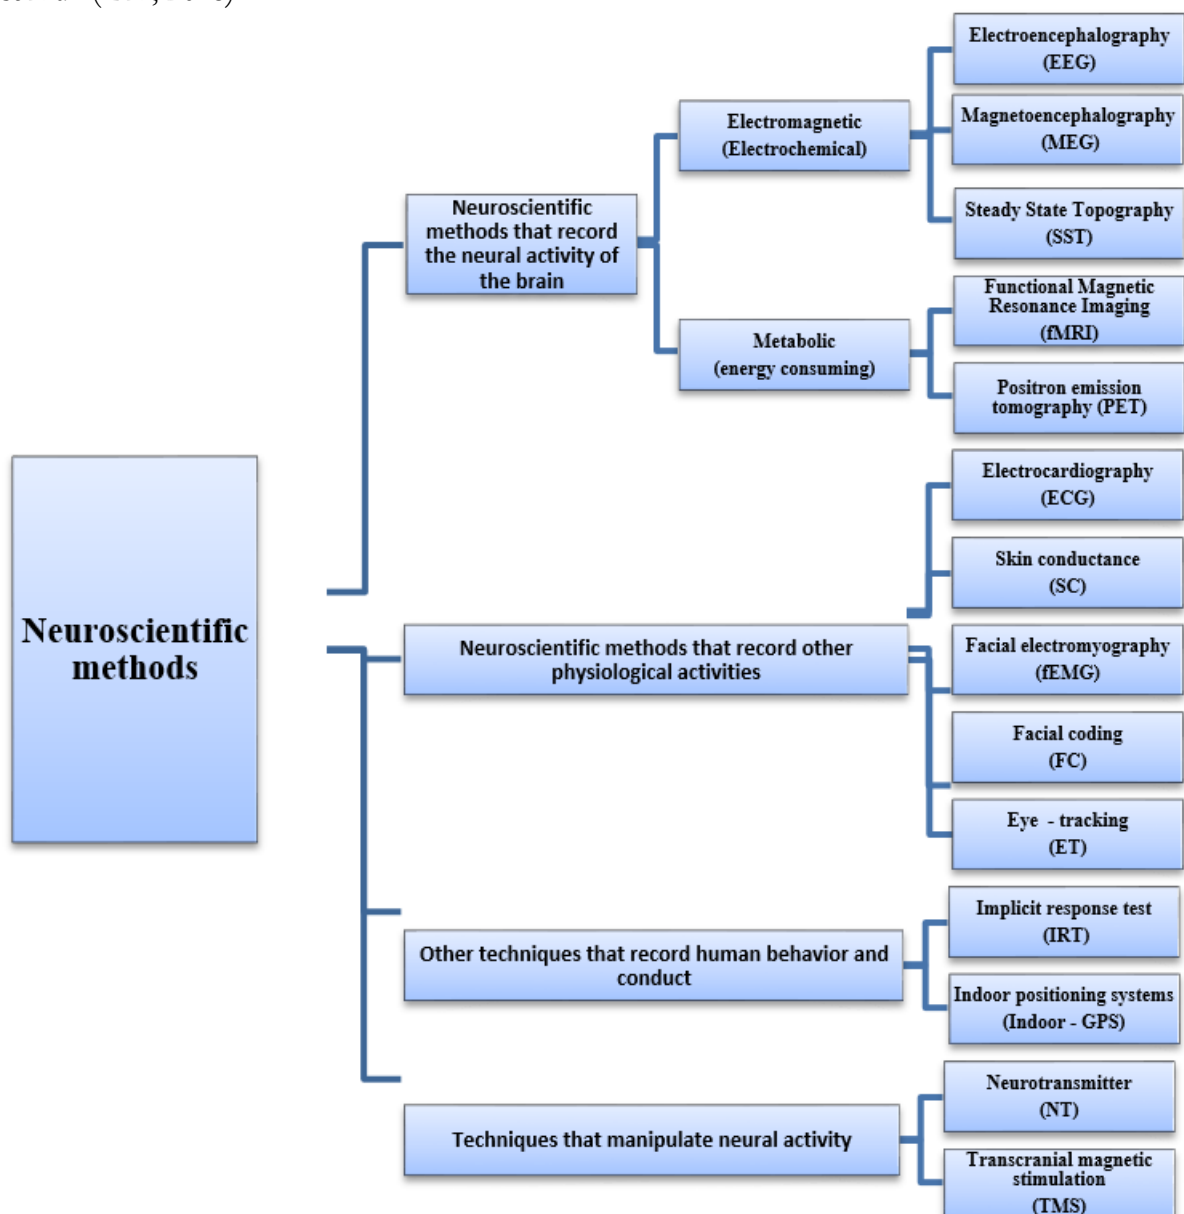 Electroencephalography
(EEG)
Magnetoencephalography
(MEG)
Steady State Topography
(SST)
Electromagnetic
(Electrochemical)
Neuroscientific
methods that record
the neural activity of
the brain
Functional Magnetic
Resonance Imaging
(fMRI)
Metabolic
(energy consuming)
Positron emission
tomography (PET)
Electrocardiography
(ECG)
Skin conductance
(SC)
Neuroscientific
methods
Neuroscientific methods that record other
physiological activities
Facial electromyography
(fEMG)
Facial coding
(FC)
Eye - tracking
(ET)
Implicit response test
(IRT)
Other techniques that record human behavior and
conduct
Indoor positioning systems
(Indoor - GPS)
Neurotransmitter
(NT)
Techniques that manipulate neural activity
Transcranial magnetic
stimulation
(TMS)